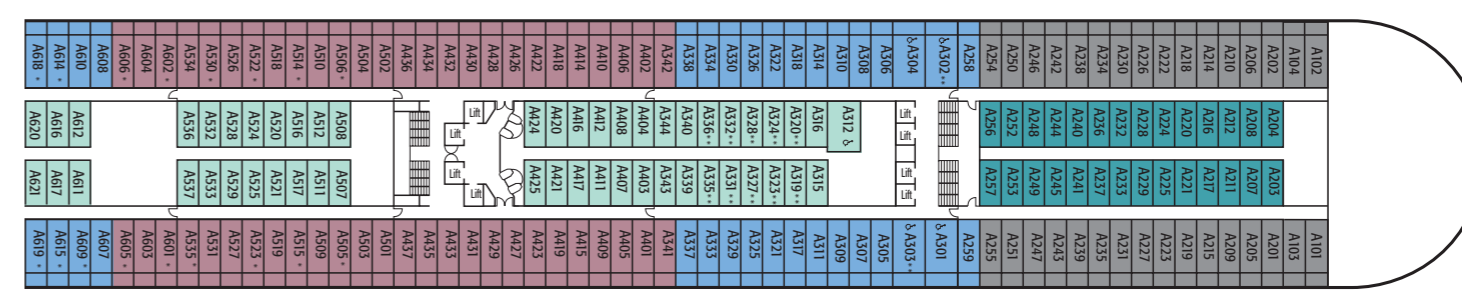 A618 * A614 * A610 A608 A606 * A604 A602 * A534 A530 * A526 A522 * A518 A514 * A510 A506 * A504 A502 A436 A434 A432 A430 A428 A426 A422 A418 A414 A410 A406 A402 A342 A338 A334 A330 A326 A322 A318 A314 A310 A308 A306 A304 A302 ** A258 A254 A250 A246 A242 A238 A234 A230 A226 A222 A218 A214 A210 A206 A202 A104 A102
A620 A616 A612 A536 A532 A528 A524 A520 A516 A512 A508 Lift Lift A424 A420 A416 A412 A408 A404 A344 A340 A336 ** A332 ** A328 ** A324 ** A320 ** A316 A312 Lift Lift A256 A252 A248 A244 A240 A236 A232 A228 A224 A220 A216 A212 A208 A204
A621 A617 A611 A537 A533 A529 A525 A521 A517 A511 A507 Lift Lift A425 A421 A417 A411 A407 A403 A343 A339 A335 ** A331 ** A327 ** A323 ** A319 ** A315 Lift Lift A257 A253 A249 A245 A241 A237 A233 A229 A225 A221 A217 A211 A207 A203
A619 * A615 * A609 * A607 A605 * A603 A601 * A535 * A531 A527 A523 * A519 A515 A509 A505 * A503 A501 A437 A435 A433 A431 A429 A427 A423 A419 A415 A409 A405 A401 A341 A337 A333 A329 A325 A321 A317 A311 A309 A307 A305 A303 ** A301 A259 A255 A251 A247 A243 A239 A235 A231 A227 A223 A219 A215 A209 A205 A201 A103 A101